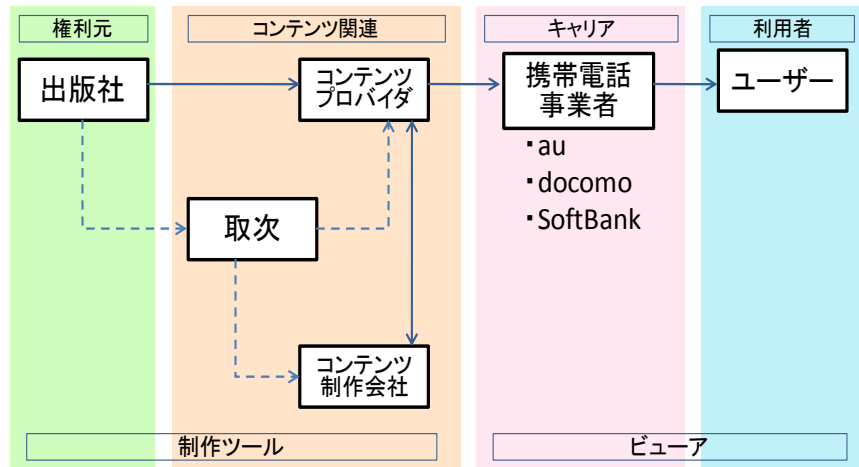 権利元
コンテンツ関連
キャリア
利用者
出版社
コンテンツ
プロバイダ
携帯電話
事業者
ユーザー
・au
・docomo
・SoftBank
取次
コンテンツ
制作会社
制作ツール
ビューア